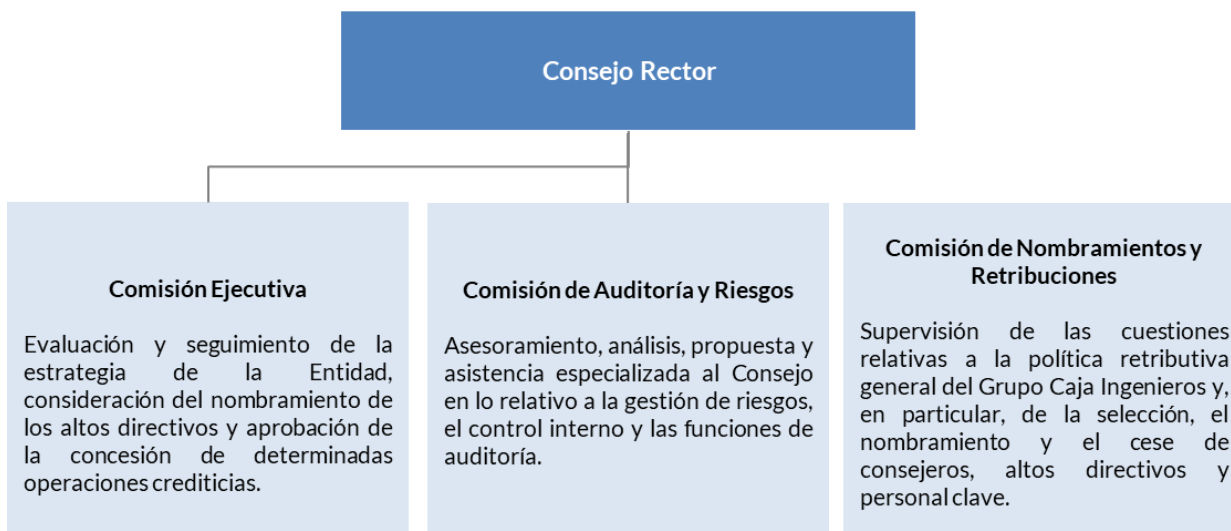 Consejo Rector
Comisión Ejecutiva
Evaluación y seguimiento de la
estrategia de la Entidad,
consideración del nombramiento de
los altos directivos y aprobación de
la concesión de determinadas
operaciones crediticias.
Comisión de Auditoría y Riesgos
Asesoramiento, análisis, propuesta y
asistencia especializada al Consejo
en lo relativo a la gestión de riesgos,
el control interno y las funciones de
auditoría.
Comisión de Nombramientos y
Retribuciones
Supervisión de las cuestiones
relativas a la política retributiva
general del Grupo Caja Ingenieros y,
en particular, de la selección, el
nombramiento y el cese de
consejeros, altos directivos y
personal clave.